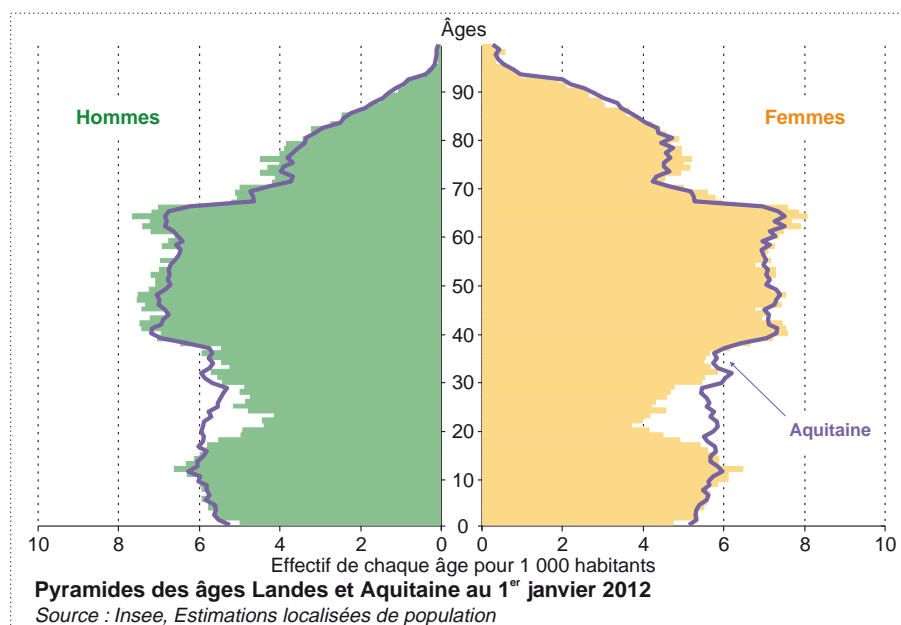 Âges
Hommes
Femmes
90
80
70
60
50
40
30
20
10
0
Aquitaine
10 8 6 4 2 0 0 2 4 6 8 10
Effectif de chaque âge pour 1 000 habitants
Pyramides des âges Landes et Aquitaine au 1er janvier 2012
Source : Insee, Estimations localisées de population